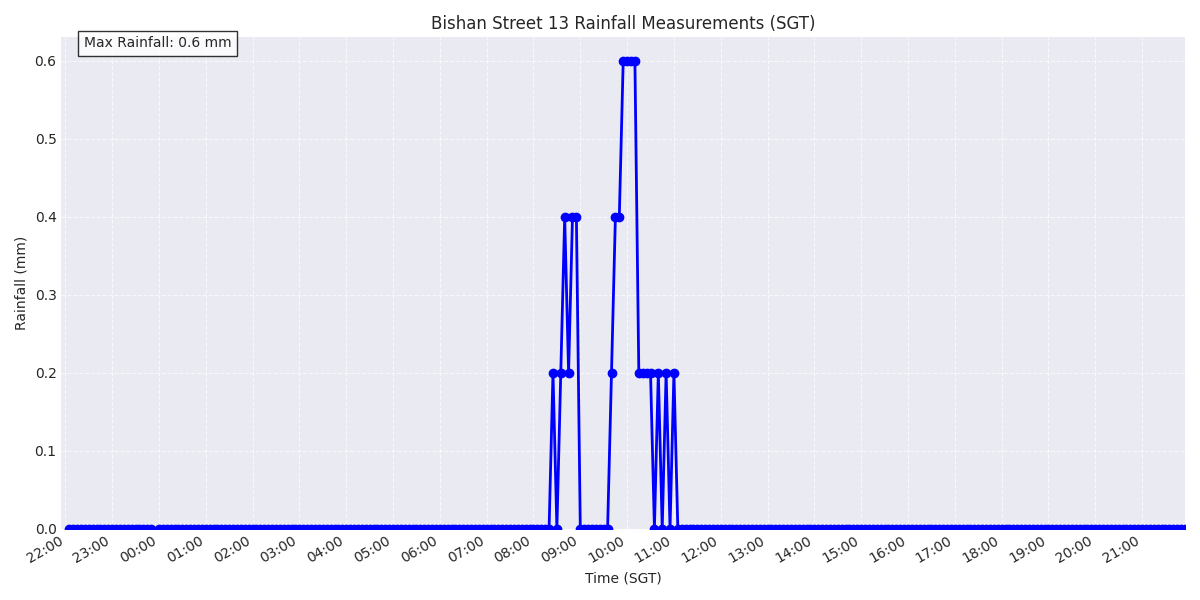 Bishan Street 13 Rainfall Measurements (SGT)
Max Rainfall: 0.6 mm
0.6
0.5
0.4
0.3
0.2
0.1
0.0
Rainfall (mm)
22:00 23:00 00:00 01:00 02:00 03:00 04:00 05:00 06:00 07:00 08:00 09:00 10:00 11:00 12:00 13:00 14:00 15:00 16:00 17:00 18:00 19:00 20:00 21:00
Time (SGT)